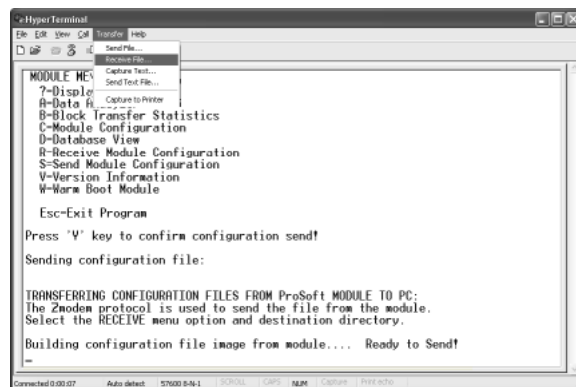 HyperTerminal
File Edit View Call Transfer Help
Send File...
Receive File...
Capture Text...
Send Text File...
Capture to Printer
MODULE ME
?-Displa
A-Data A
B-Block Transfer Statistics
C-Module Configuration
D-Database View
R-Receive Module Configuration
S=Send Module Configuration
V-Version Information
W-Warm Boot Module
Esc-Exit Program
Press 'Y' key to confirm configuration send!
Sending configuration file:
TRANSFERRING CONFIGURATION FILES FROM ProSoft MODULE TO PC:
The Zmodem protocol is used to send the file from the module.
Select the RECEIVE menu option and destination directory.
Building configuration file image from module.... Ready to Send!
Connected 0:00:07 Auto detect 57600 8-N-1 SCROLL CAPS NUM Capture Print echo